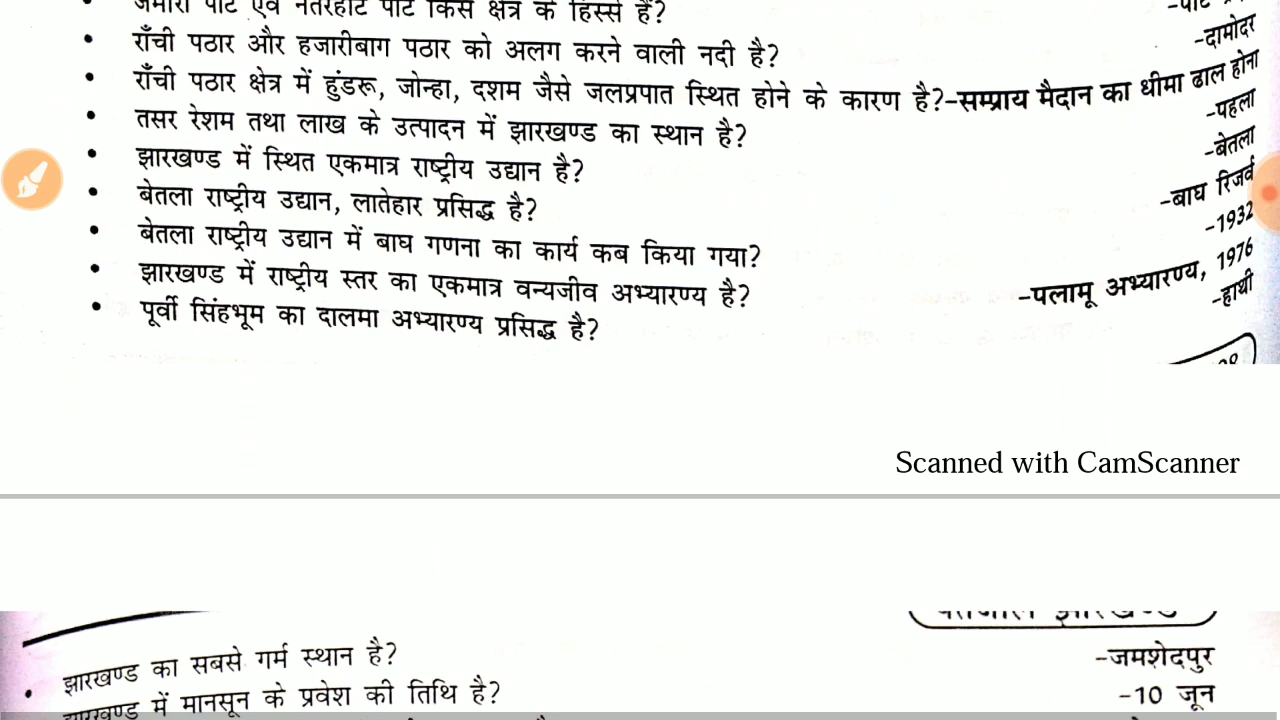 जमीरा पाट एवं नेतरहाट पाट किस क्षेत्र के हिस्से हैं? -पाट
• राँची पठार और हजारीबाग पठार को अलग करने वाली नदी है? -दामोदर
• राँची पठार क्षेत्र में हुंडरू, जोन्हा, दशम जैसे जलप्रपात स्थित होने के कारण है?-सम्प्राय मैदान का धीमा ढाल होना
• तसर रेशम तथा लाख के उत्पादन में झारखण्ड का स्थान है? -पहला
• झारखण्ड में स्थित एकमात्र राष्ट्रीय उद्यान है? -बेतला
• बेतला राष्ट्रीय उद्यान, लातेहार प्रसिद्ध है? -बाघ रिजर्व
• बेतला राष्ट्रीय उद्यान में बाघ गणना का कार्य कब किया गया? -1932
• झारखण्ड में राष्ट्रीय स्तर का एकमात्र वन्यजीव अभ्यारण्य है? -पलामू अभ्यारण्य, 1976
• पूर्वी सिंहभूम का दालमा अभ्यारण्य प्रसिद्ध है? -हाथी
Scanned with CamScanner
• झारखण्ड का सबसे गर्म स्थान है? -जमशेदपुर
झारखण्ड में मानसून के प्रवेश की तिथि है? -10 जून